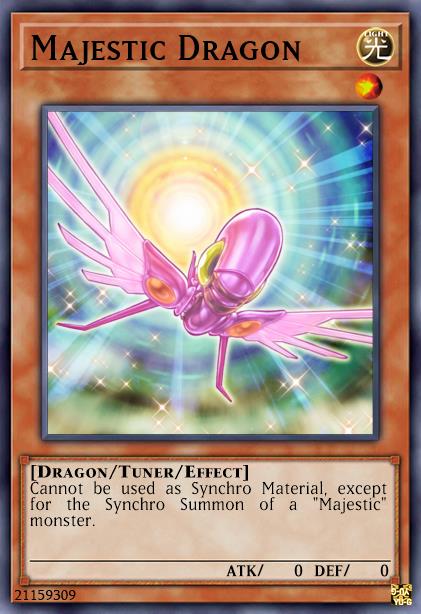 Majestic Dragon
LIGHT
光
[Dragon/Tuner/Effect]
Cannot be used as Synchro Material, except
for the Synchro Summon of a "Majestic"
monster.
ATK/ 0 DEF/ 0
21159309